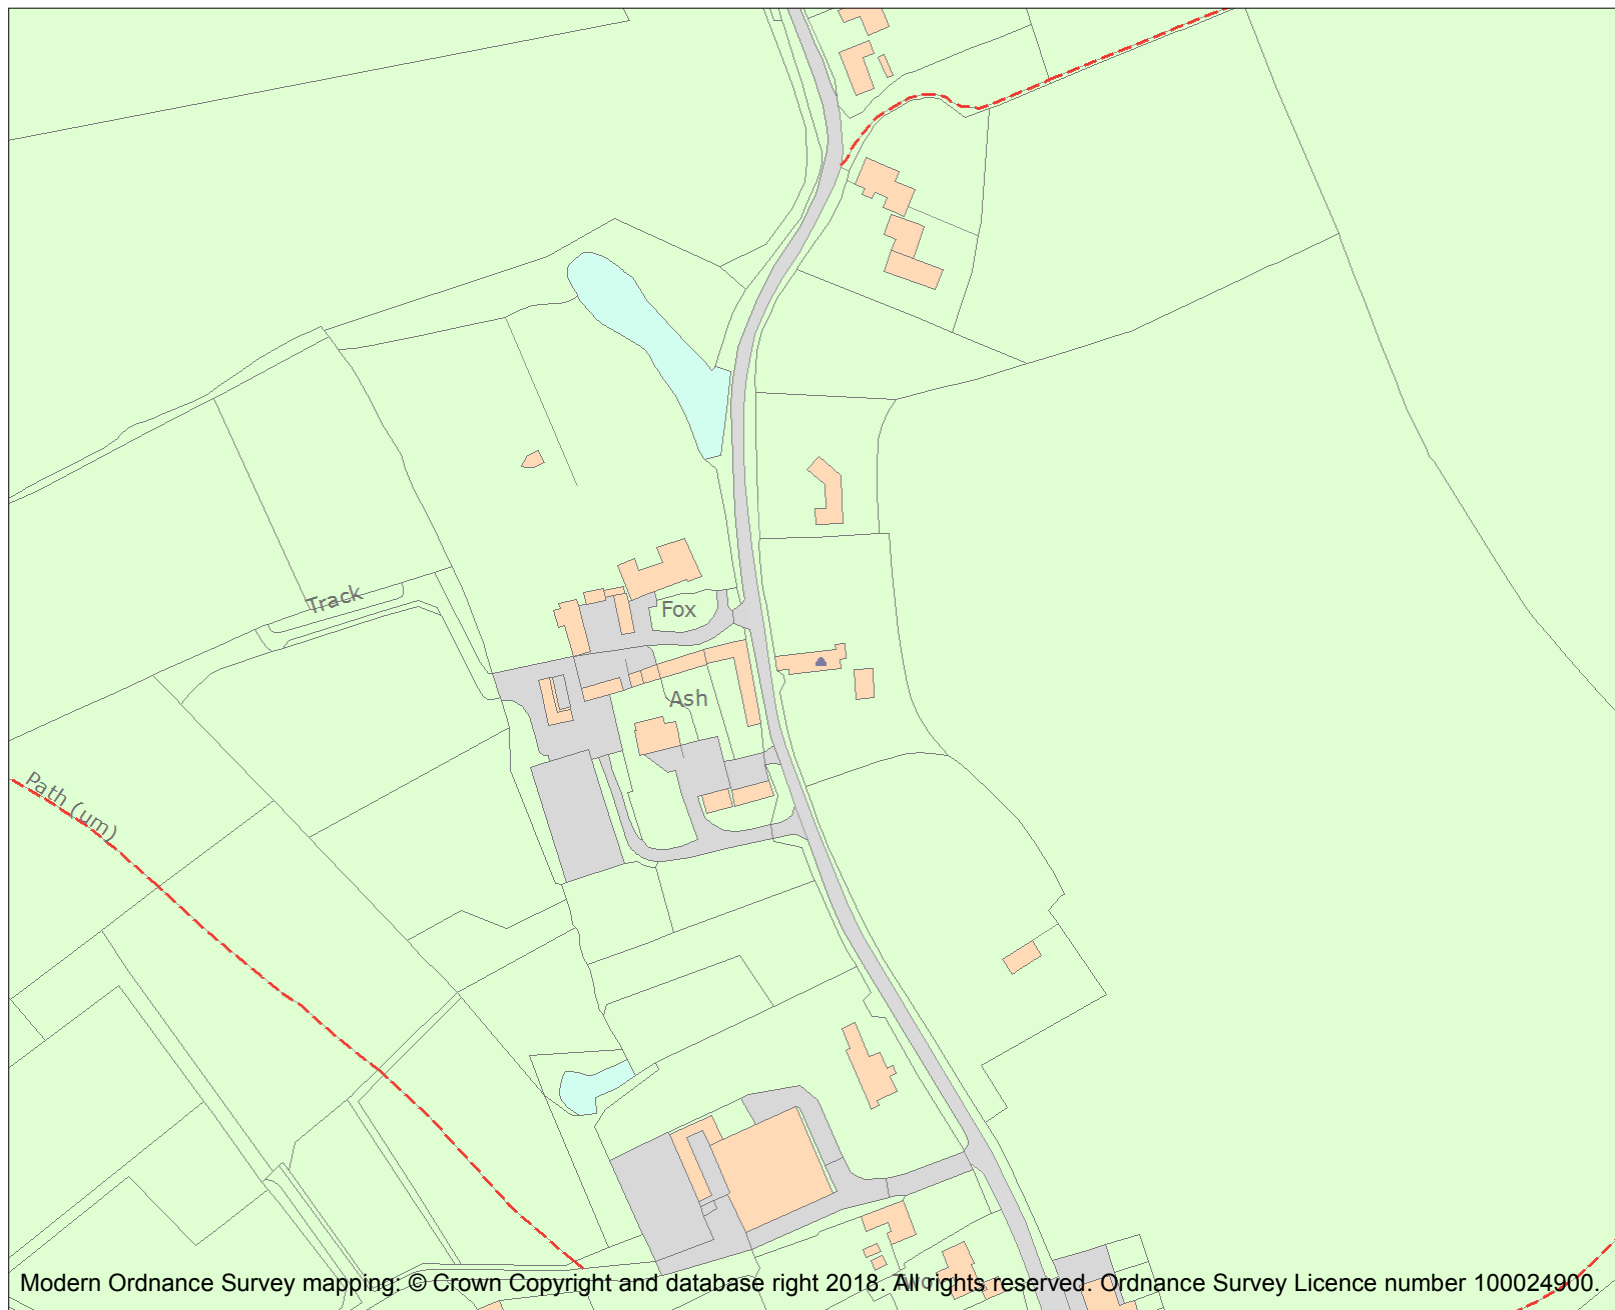 Track
Fox
Ash
Path (um)
Modern Ordnance Survey mapping: © Crown Copyright and database right 2018. All rights reserved. Ordnance Survey Licence number 100024900.